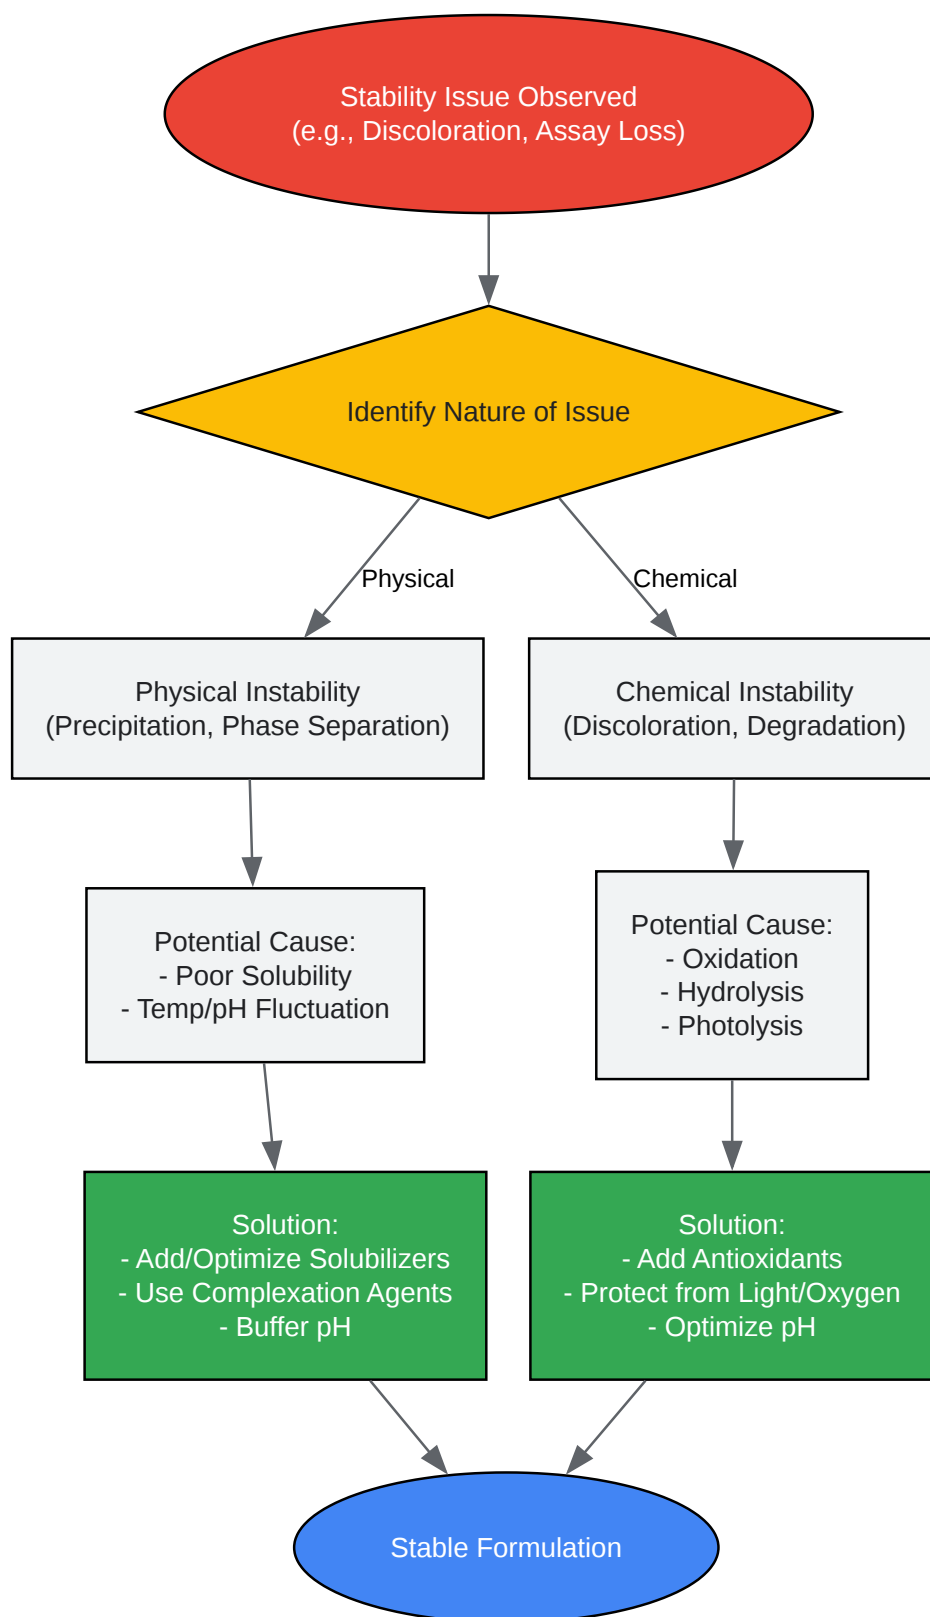 Stability Issue Observed
(e.g., Discoloration, Assay Loss)
Identify Nature of Issue
Physical
Chemical
Physical Instability
(Precipitation, Phase Separation)
Chemical Instability
(Discoloration, Degradation)
Potential Cause:
- Poor Solubility
- Temp/pH Fluctuation
Potential Cause:
- Oxidation
- Hydrolysis
- Photolysis
Solution:
- Add/Optimize Solubilizers
- Use Complexation Agents
- Buffer pH
Solution:
- Add Antioxidants
- Protect from Light/Oxygen
- Optimize pH
Stable Formulation